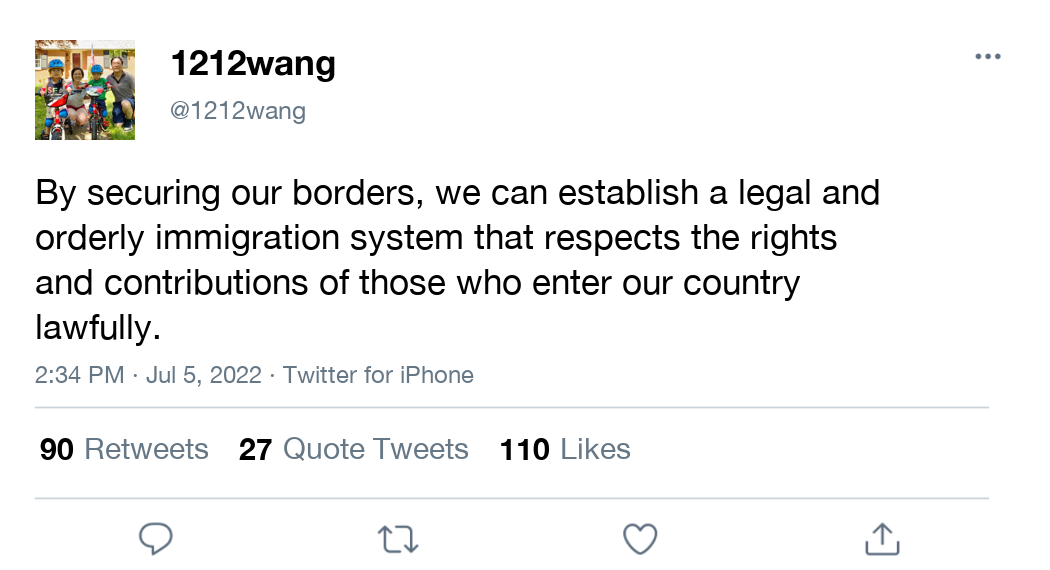 1212wang
@1212wang
By securing our borders, we can establish a legal and
orderly immigration system that respects the rights
and contributions of those who enter our country
lawfully.
2:34 PM · Jul 5, 2022 · Twitter for iPhone
90 Retweets 27 Quote Tweets 110 Likes